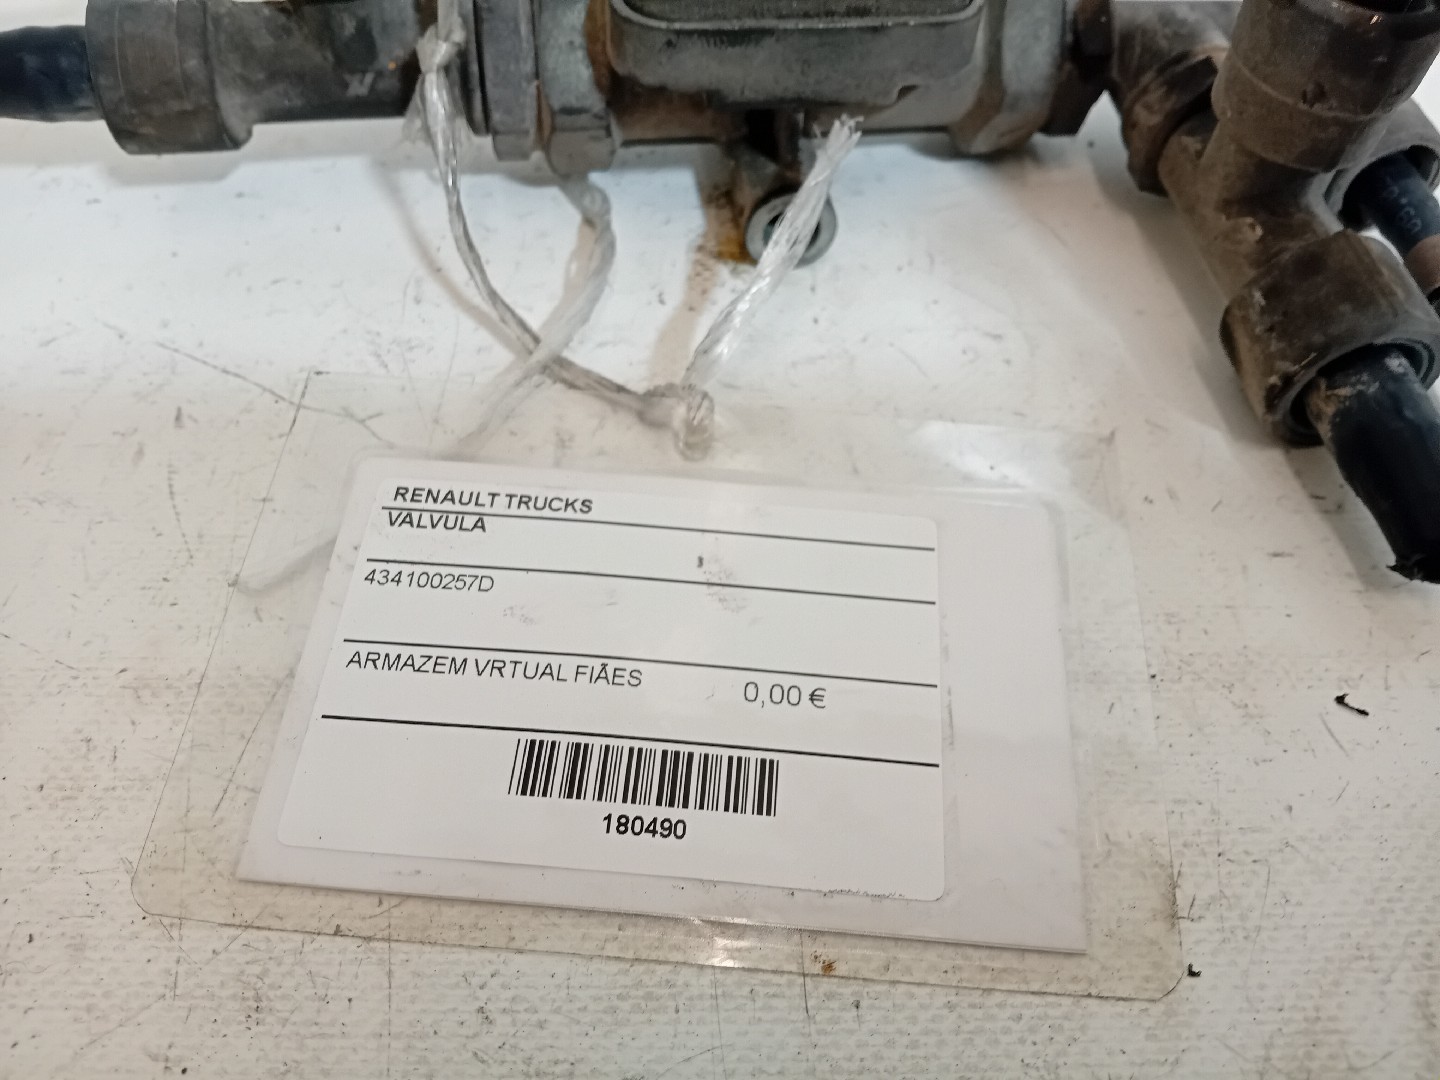 RENAULT TRUCKS
VALVULA
434100257D
ARMAZEM VRTUAL FIÃES 0,00 €
180490